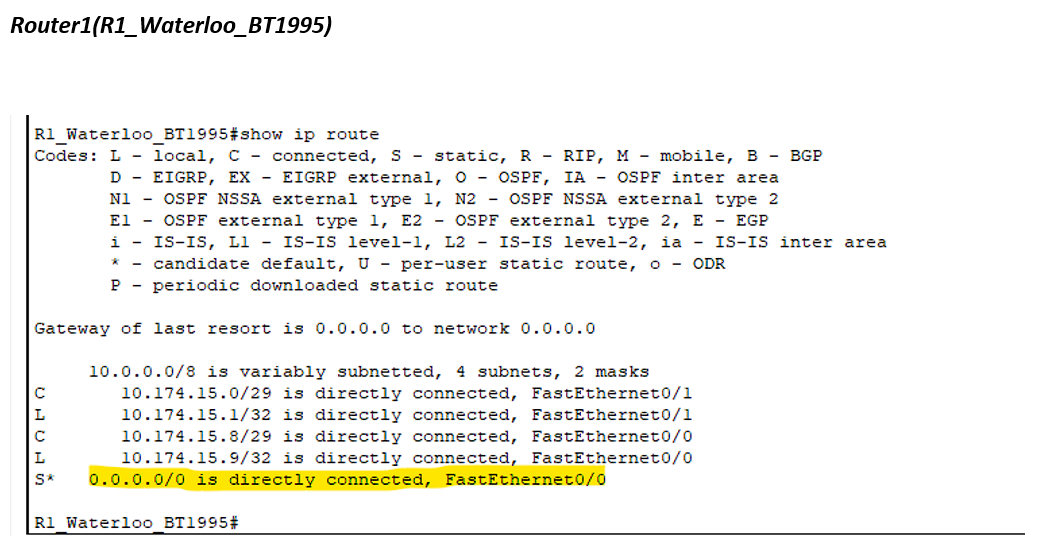 Router1(R1_Waterloo_BT1995)
R1_Waterloo_BT1995#show ip route
Codes: L - local, C - connected, S - static, R - RIP, M - mobile, B - BGP
D - EIGRP, EX - EIGRP external, O - OSPF, IA - OSPF inter area
N1 - OSPF NSSA external type 1, N2 - OSPF NSSA external type 2
E1 - OSPF external type 1, E2 - OSPF external type 2, E - EGP
i - IS-IS, L1 - IS-IS level-1, L2 - IS-IS level-2, ia - IS-IS inter area
* - candidate default, U - per-user static route, o - ODR
P - periodic downloaded static route
Gateway of last resort is 0.0.0.0 to network 0.0.0.0
10.0.0.0/8 is variably subnetted, 4 subnets, 2 masks
C 10.174.15.0/29 is directly connected, FastEthernet0/1
L 10.174.15.1/32 is directly connected, FastEthernet0/1
C 10.174.15.8/29 is directly connected, FastEthernet0/0
L 10.174.15.9/32 is directly connected, FastEthernet0/0
S* 0.0.0.0/0 is directly connected, FastEthernet0/0
R1_Waterloo_BT1995#